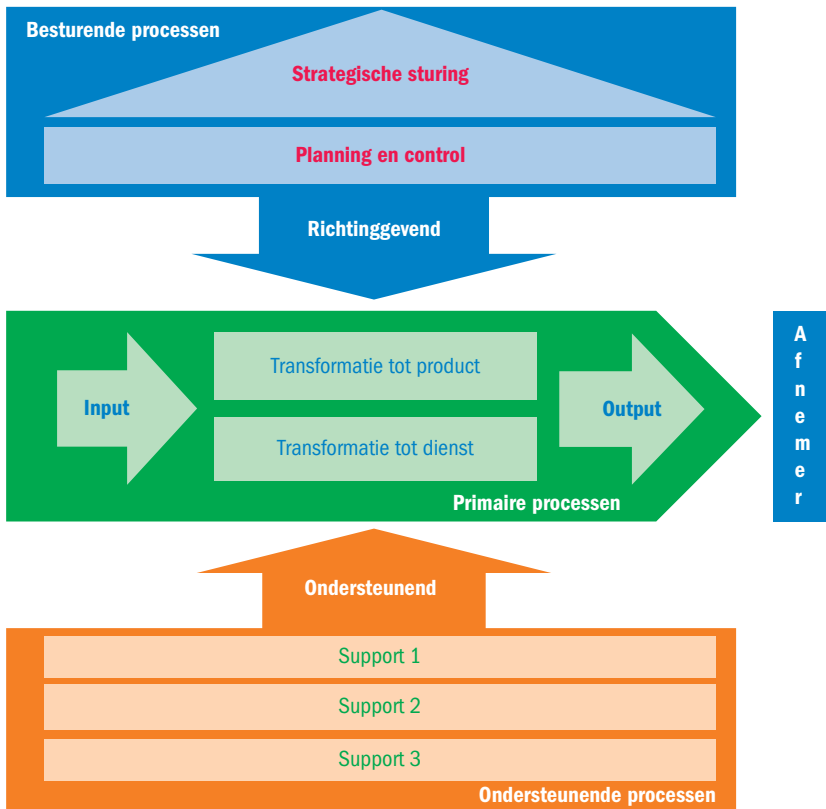 Besturende processen
Strategische sturing
Planning en control
Richtinggevend
Input
Transformatie tot product
Transformatie tot dienst
Output
Primaire processen
Afnemer
Ondersteunend
Support 1
Support 2
Support 3
Ondersteunende processen